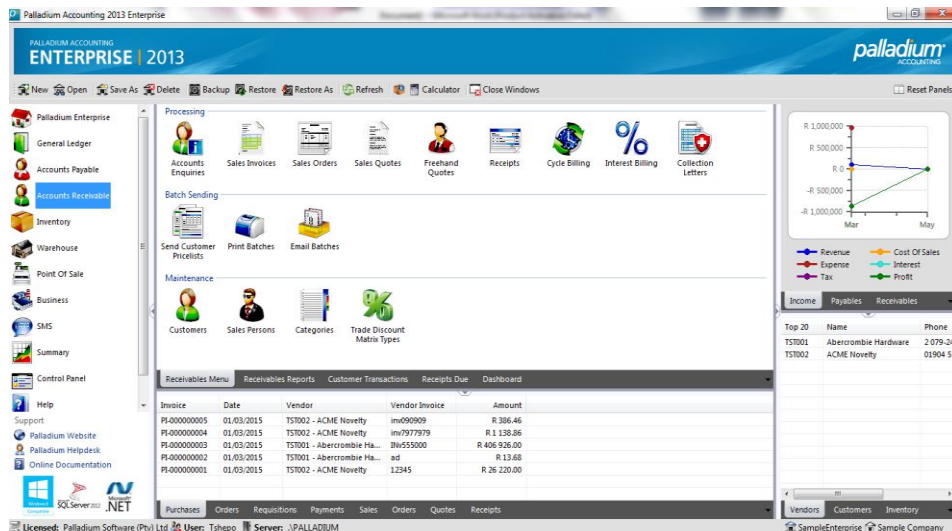 Palladium Accounting 2013 Enterprise
PALLADIUM ACCOUNTING
ENTERPRISE | 2013
palladium
ACCOUNTING
New Open Save As Delete Backup Restore Restore As Refresh Calculator Close Windows
Reset Panels
Palladium Enterprise
General Ledger
Accounts Payable
Accounts Receivable
Inventory
Warehouse
Point Of Sale
Business
SMS
Summary
Control Panel
Help
Support
Palladium Website
Palladium Helpdesk
Online Documentation
SQL Server 2012
Microsoft
.NET
Processing
Accounts Enquiries
Sales Invoices
Sales Orders
Sales Quotes
Freehand Quotes
Receipts
Cycle Billing
Interest Billing
Collection Letters
Batch Sending
Send Customer Pricelists
Print Batches
Email Batches
Maintenance
Customers
Sales Persons
Categories
Trade Discount Matrix Types
Receivables Menu Receivables Reports Customer Transactions Receipts Due Dashboard
Invoice Date Vendor Vendor Invoice Amount
PI-000000005 01/03/2015 TST002 - ACME Novelty inv090909 R 386.46
PI-000000004 01/03/2015 TST002 - ACME Novelty inv7977979 R 1 138.86
PI-000000003 01/03/2015 TST001 - Abercrombie Ha... INv555000 R 406 926.00
PI-000000002 01/03/2015 TST001 - Abercrombie Ha... ad R 13.68
PI-000000001 01/03/2015 TST002 - ACME Novelty 12345 R 26 220.00
Purchases Orders Requisitions Payments Sales Orders Quotes Receipts
R 1,000,000
R 500,000
R 0
-R 500,000
-R 1,000,000
Mar May
Revenue Cost Of Sales
Expense Interest
Tax Profit
Income Payables Receivables
Top 20 Name Phone
TST001 Abercrombie Hardware 2 079-24
TST002 ACME Novelty 01904 5
Vendors Customers Inventory
Licensed: Palladium Software (Pty) Ltd User: Tshepo Server: .\PALLADIUM
SampleEnterprise Sample Company